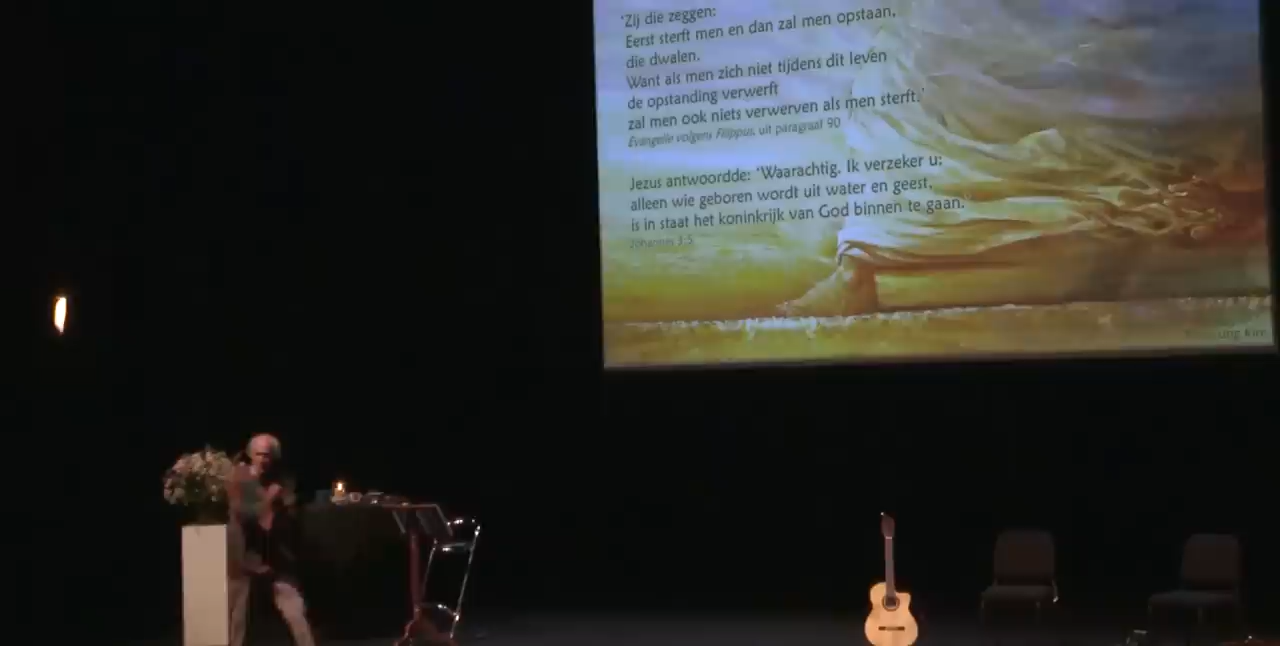 'Zij die zeggen:
Eerst sterft men en dan zal men opstaan,
die dwalen.
Want als men zich niet tijdens dit leven
de opstanding verwerft
zal men ook niets verwerven als men sterft.'
Evangelie volgens Filippus, uit paragraaf 90
Jezus antwoordde: 'Waarachtig. Ik verzeker u:
alleen wie geboren wordt uit water en geest,
is in staat het koninkrijk van God binnen te gaan.'
Johannes 3:5